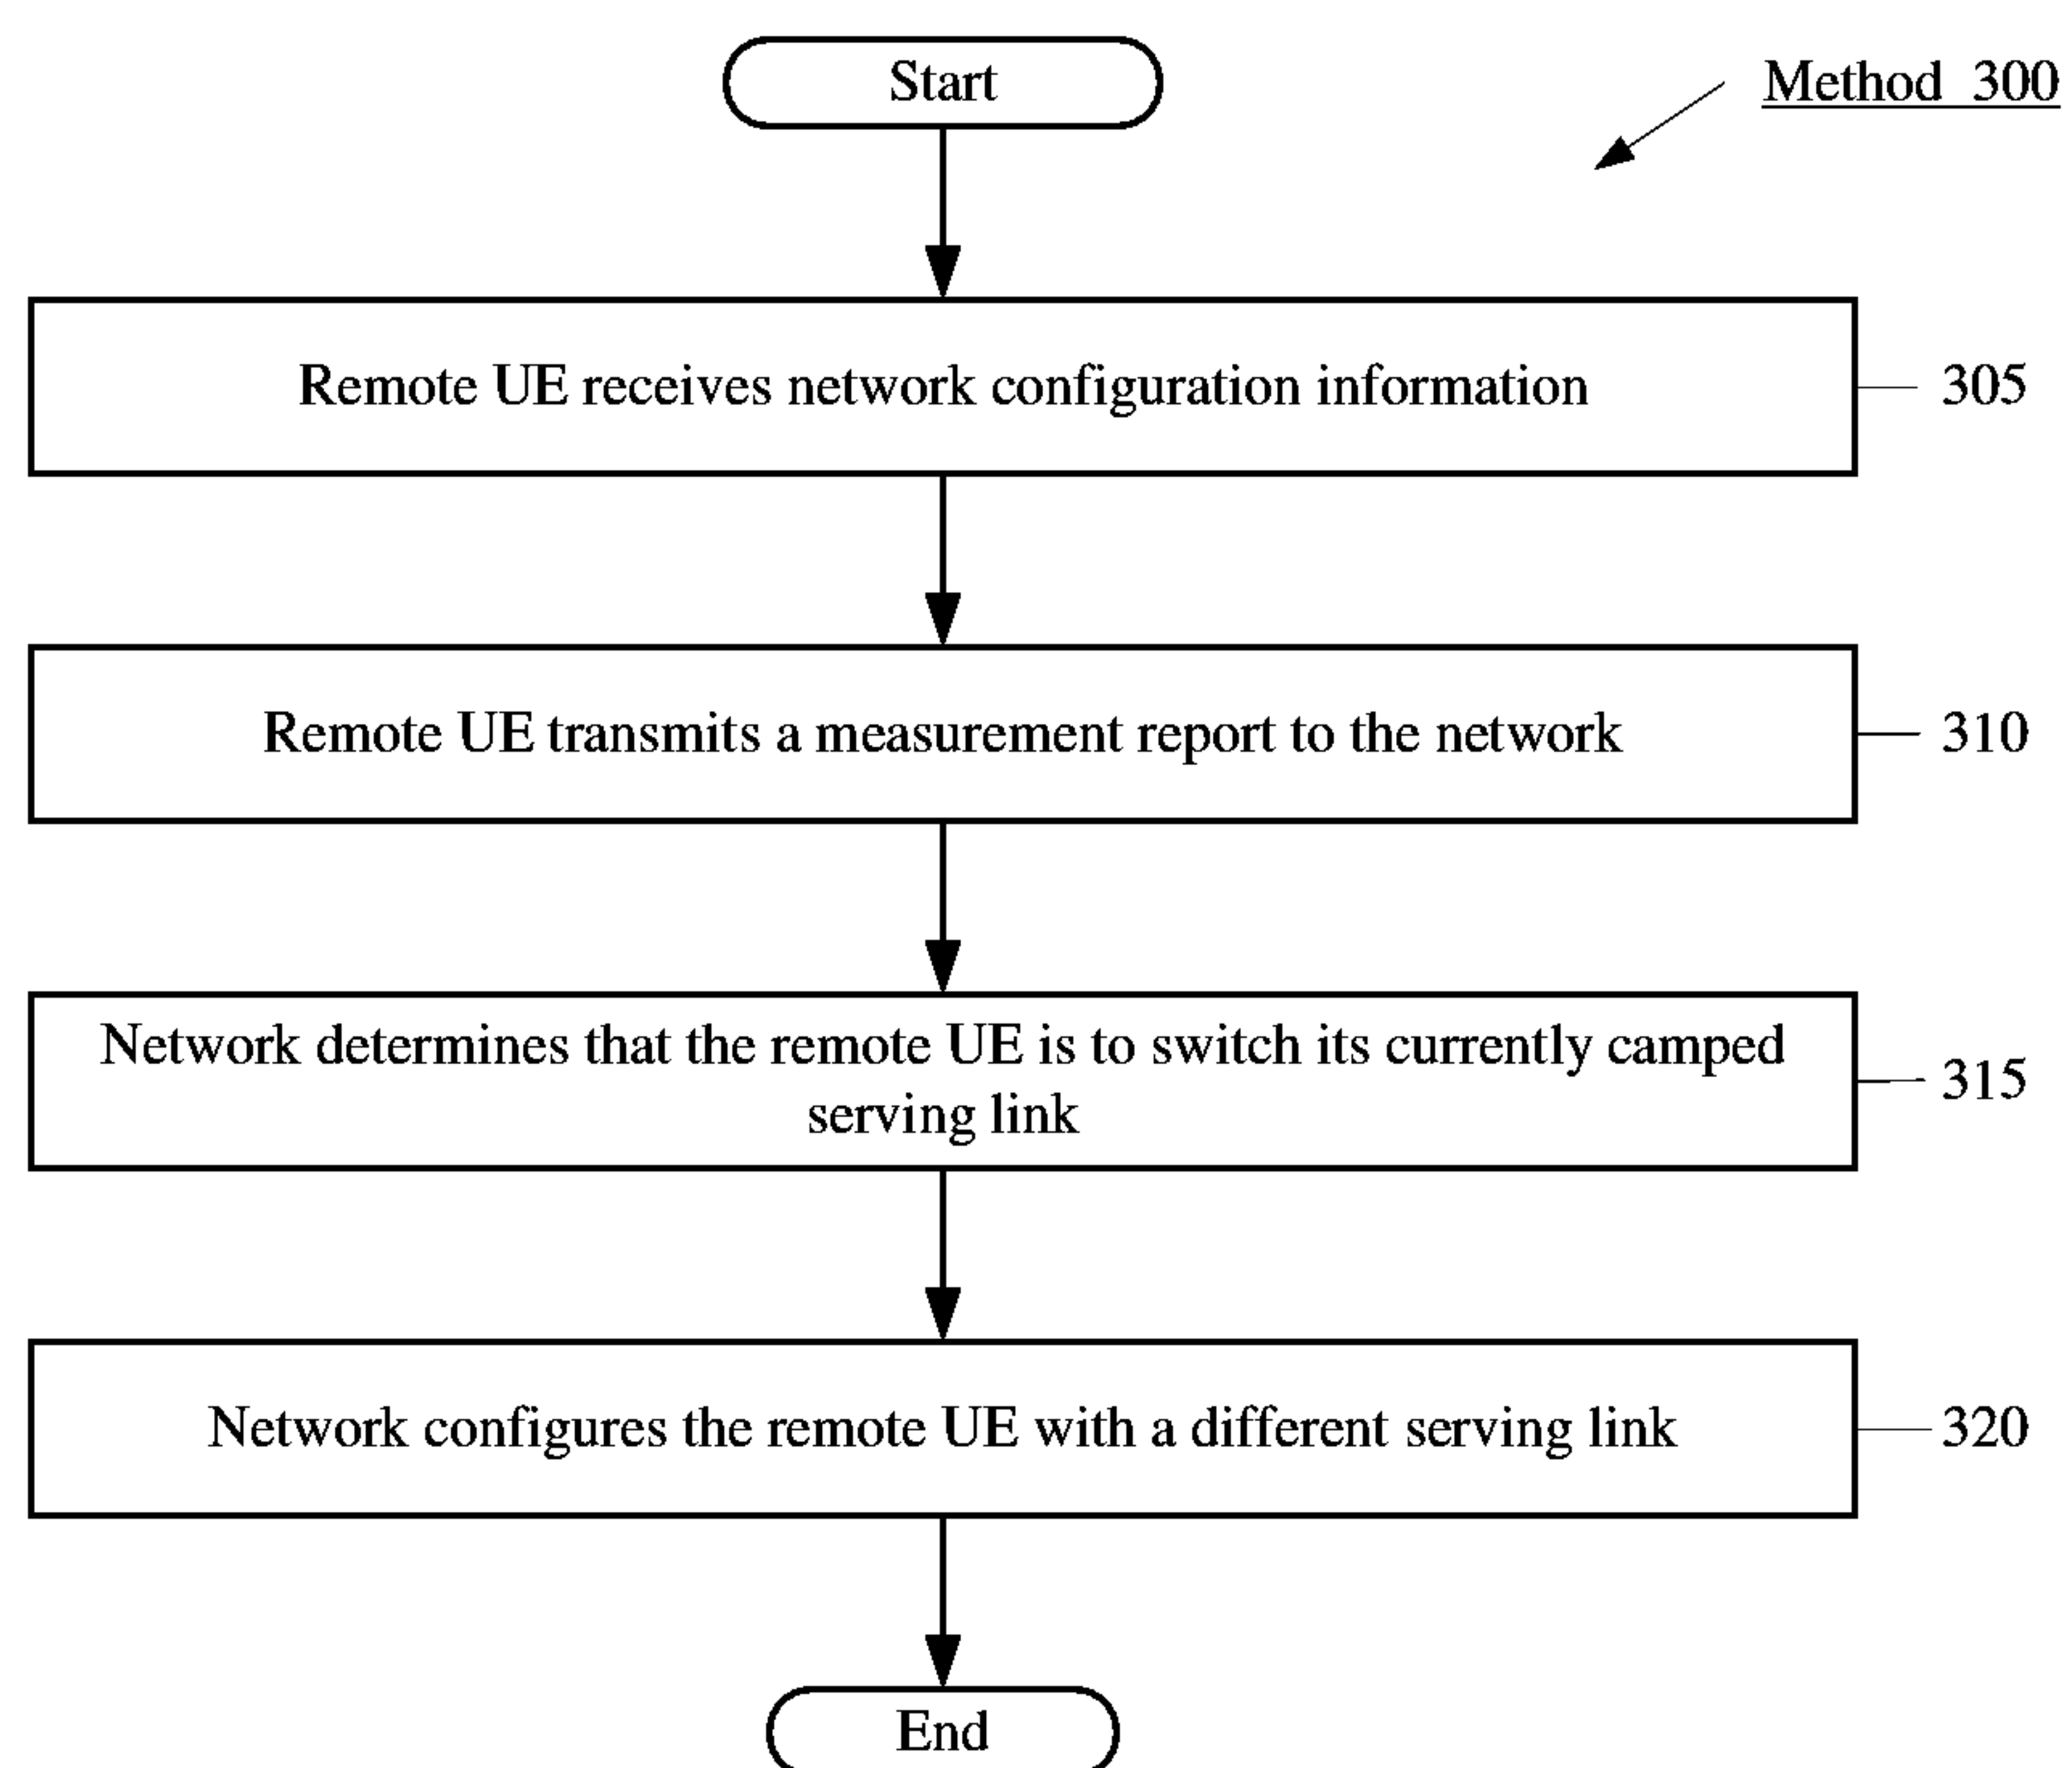 Start
Method 300
Remote UE receives network configuration information
305
Remote UE transmits a measurement report to the network
310
Network determines that the remote UE is to switch its currently camped
serving link
315
Network configures the remote UE with a different serving link
320
End